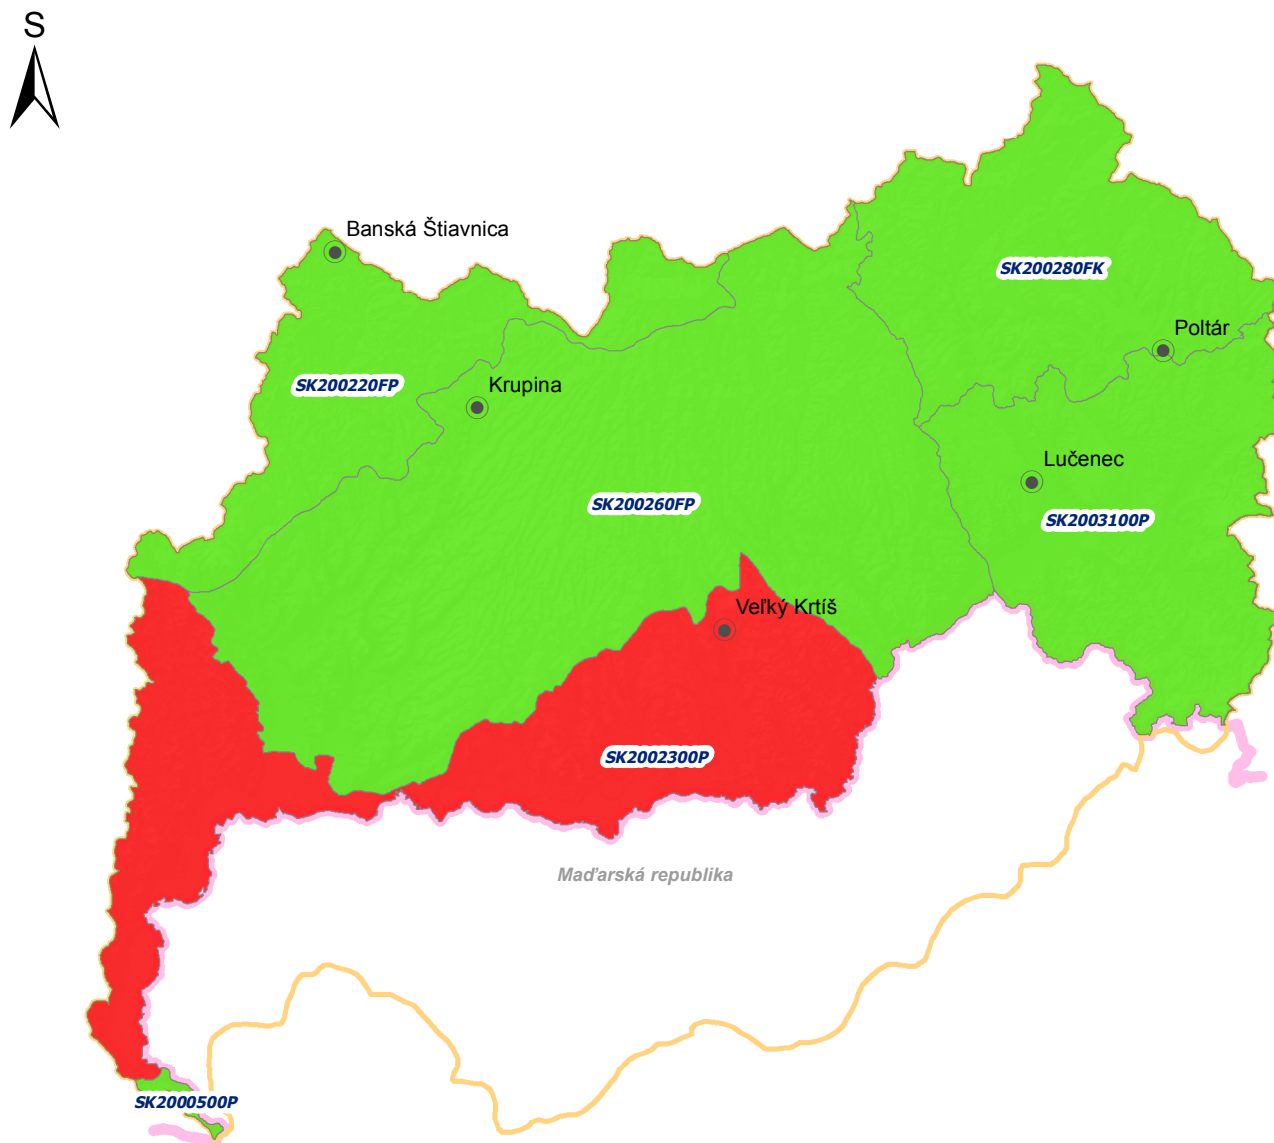 S
Banská Štiavnica
SK200280FK
Poltár
SK200220FP
Krupina
Lučenec
SK200260FP
SK2003100P
Veľký Krtíš
SK2002300P
Maďarská republika
SK2000500P